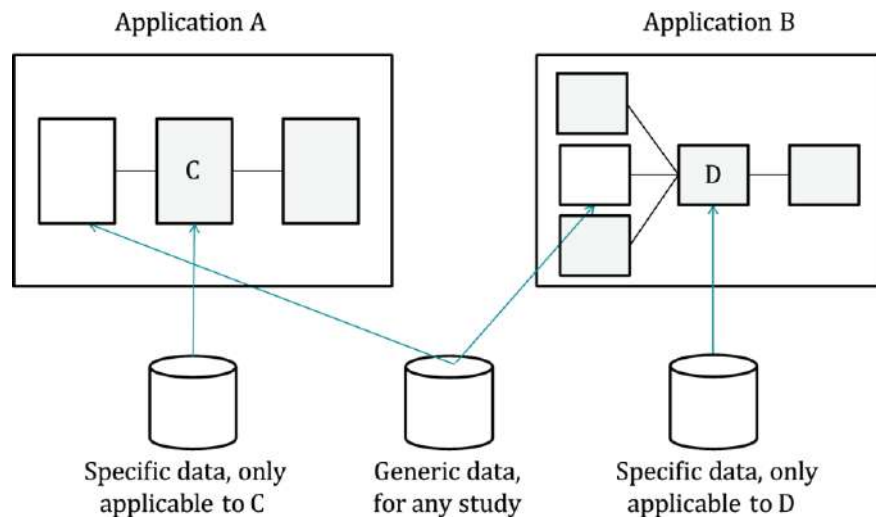 Application A
Application B
C
D
Specific data, only
applicable to C
Generic data,
for any study
Specific data, only
applicable to D